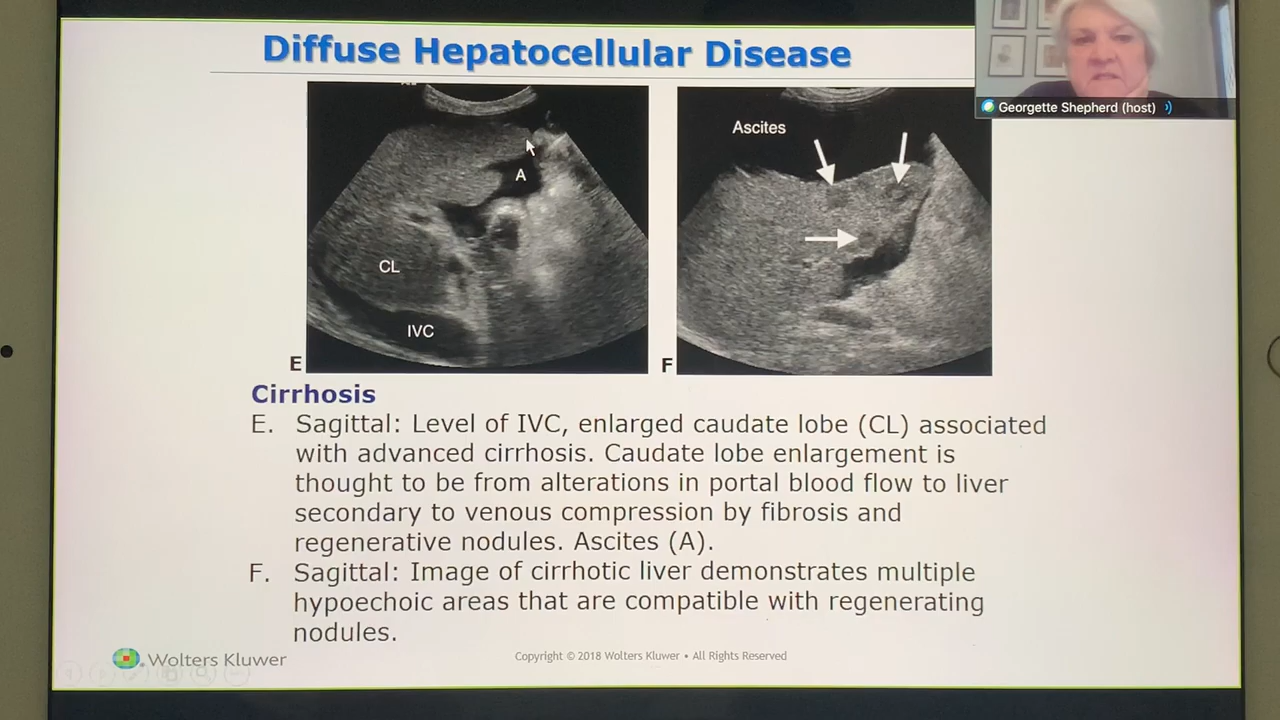 Diffuse Hepatocellular Disease
Georgette Shepherd (host)
Ascites
A
CL
IVC
E
F
Cirrhosis
E. Sagittal: Level of IVC, enlarged caudate lobe (CL) associated
with advanced cirrhosis. Caudate lobe enlargement is
thought to be from alterations in portal blood flow to liver
secondary to venous compression by fibrosis and
regenerative nodules. Ascites (A).
F. Sagittal: Image of cirrhotic liver demonstrates multiple
hypoechoic areas that are compatible with regenerating
nodules.
Wolters Kluwer
Copyright © 2018 Wolters Kluwer • All Rights Reserved